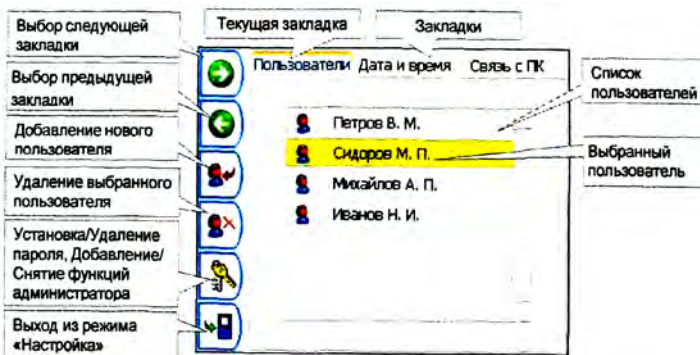 Выбор следующей
закладки
Текущая закладка
Закладки
Пользователи Дата и время Связь с ПК
Выбор предыдущей
закладки
Список
пользователей
Петров В. М.
Добавление нового
пользователя
Сидоров М. П.
Выбранный
пользователь
Удаление выбранного
пользователя
Михайлов А. П.
Иванов Н. И.
Установка/Удаление
пароля, Добавление/
Снятие функций
администратора
Выход из режима
«Настройка»